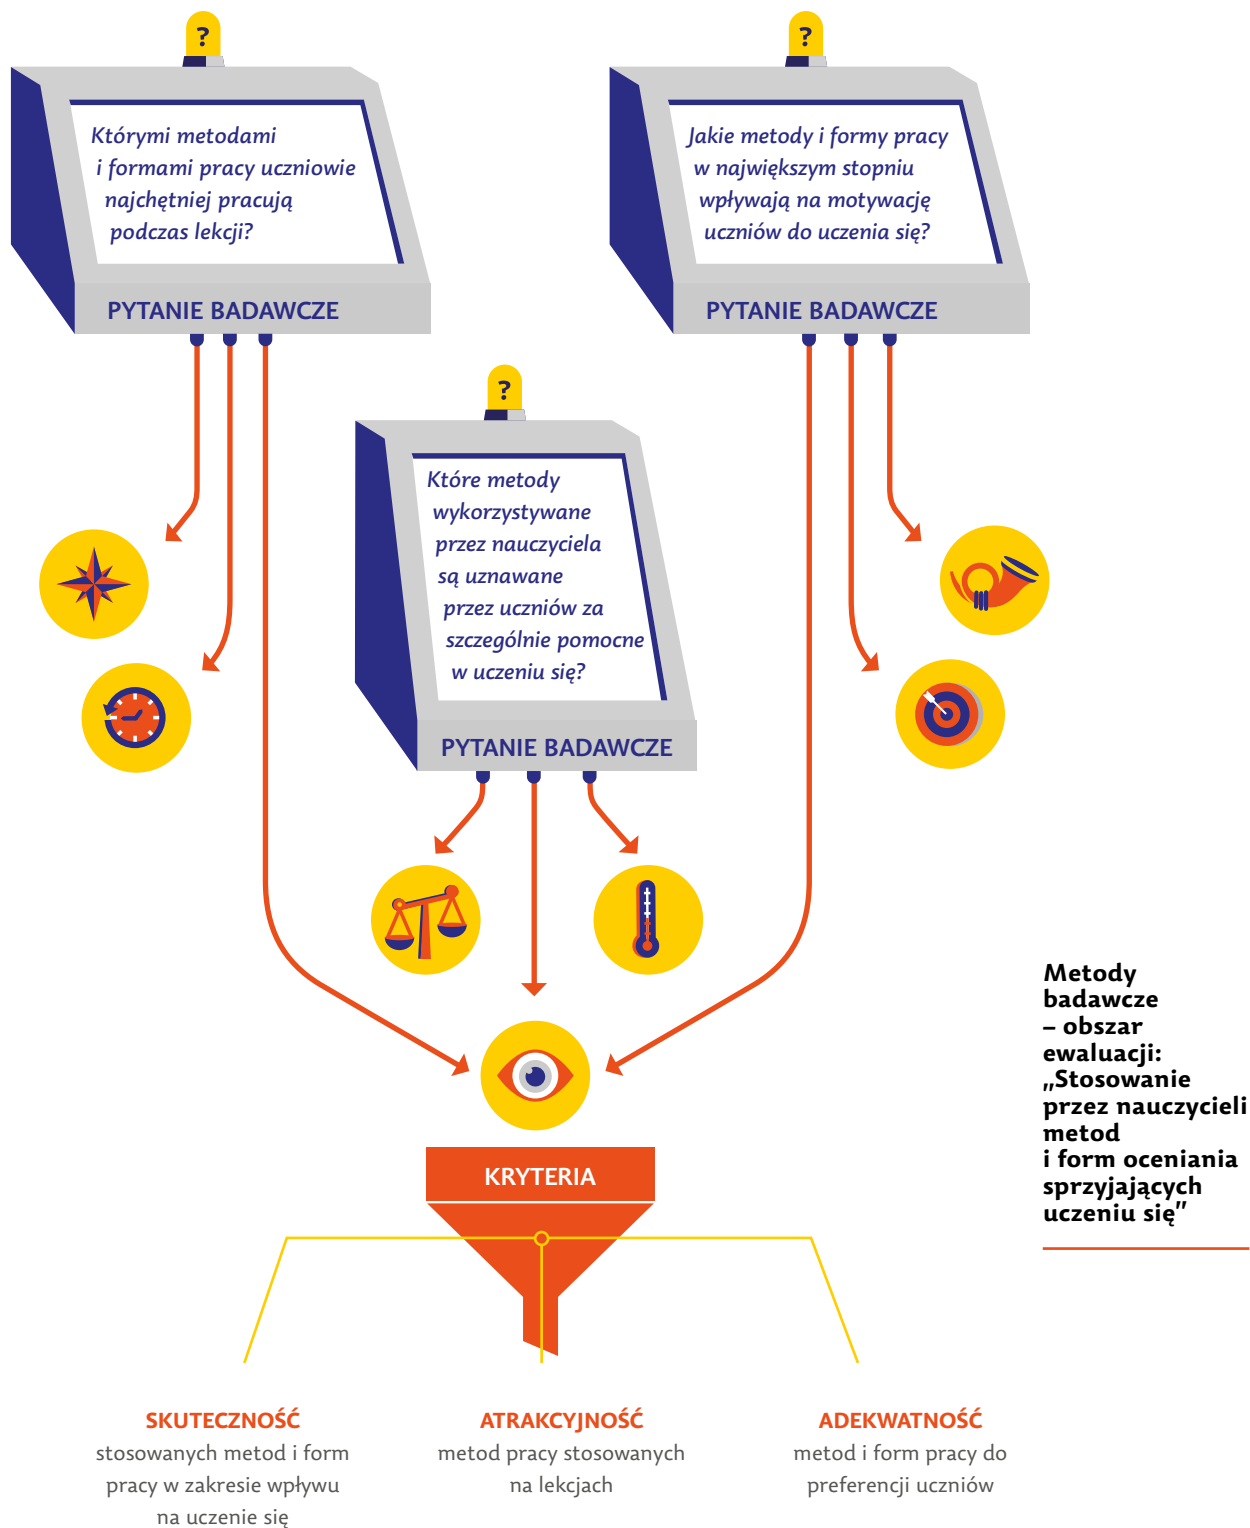 ?
Którymi metodami
i formami pracy uczniowie
najchętniej pracują
podczas lekcji?
PYTANIE BADAWCZE
?
Jakie metody i formy pracy
w największym stopniu
wpływają na motywację
uczniów do uczenia się?
PYTANIE BADAWCZE
?
Które metody
wykorzystywane
przez nauczyciela
są uznawane
przez uczniów za
szczególnie pomocne
w uczeniu się?
PYTANIE BADAWCZE
Metody
badawcze
– obszar
ewaluacji:
„Stosowanie
przez nauczycieli
metod
i form oceniania
sprzyjających
uczeniu się”
KRYTERIA
SKUTECZNOŚĆ
stosowanych metod i form
pracy w zakresie wpływu
na uczenie się
ATRAKCYJNOŚĆ
metod pracy stosowanych
na lekcjach
ADEKWATNOŚĆ
metod i form pracy do
preferencji uczniów